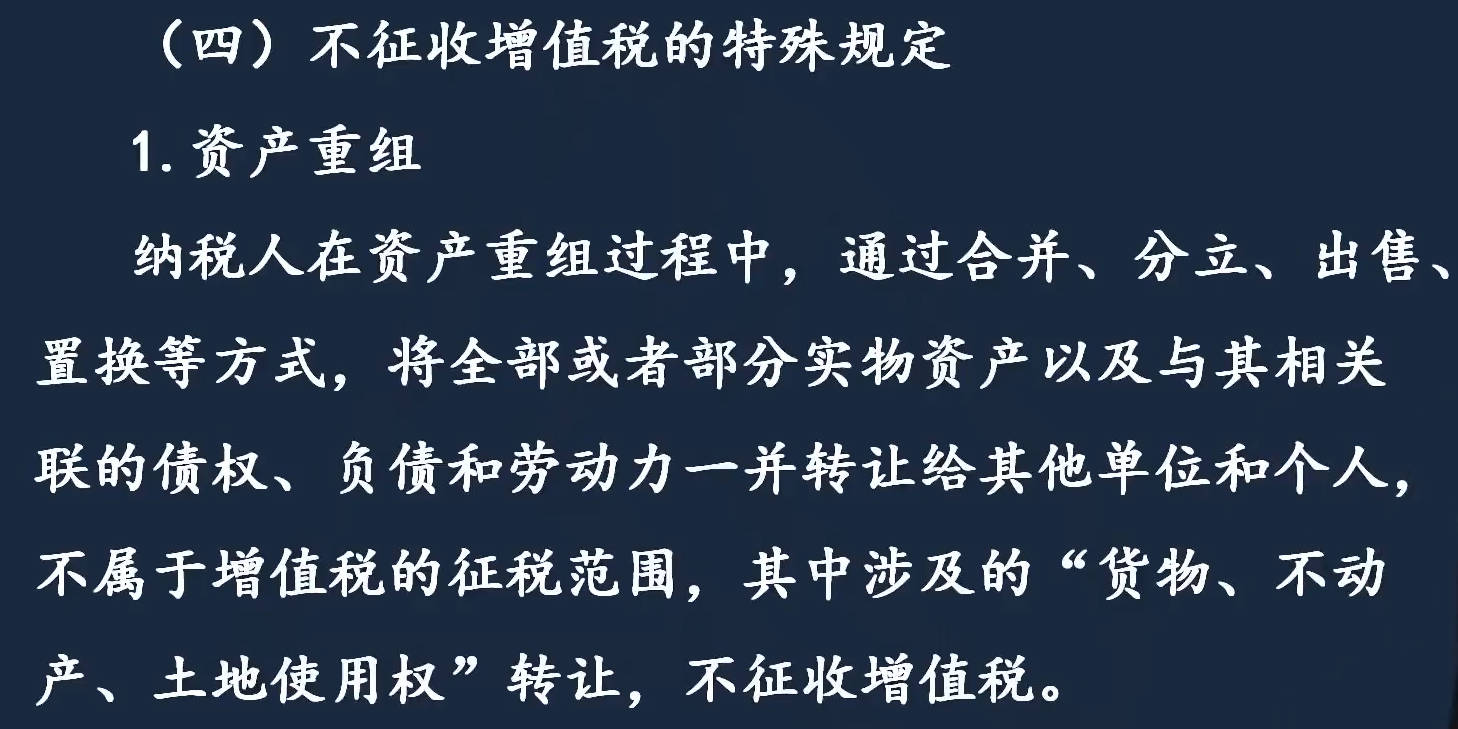 （四）不征收增值税的特殊规定
1.资产重组
纳税人在资产重组过程中，通过合并、分立、出售、
置换等方式，将全部或者部分实物资产以及与其相关
联的债权、负债和劳动力一并转让给其他单位和个人，
不属于增值税的征税范围，其中涉及的“货物、不动
产、土地使用权”转让，不征收增值税。